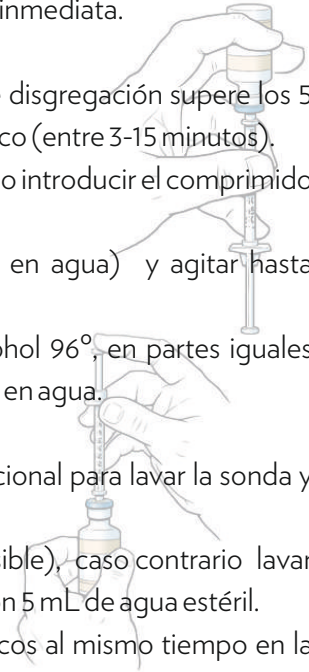 inmediata.
disgregación supere los 5
co (entre 3-15 minutos).
o introducir el comprimido
en agua) y agitar hasta
ohol 96°, en partes iguales
en agua.
cional para lavar la sonda y
sible), caso contrario lavar
n 5 mL de agua estéril.
cos al mismo tiempo en la